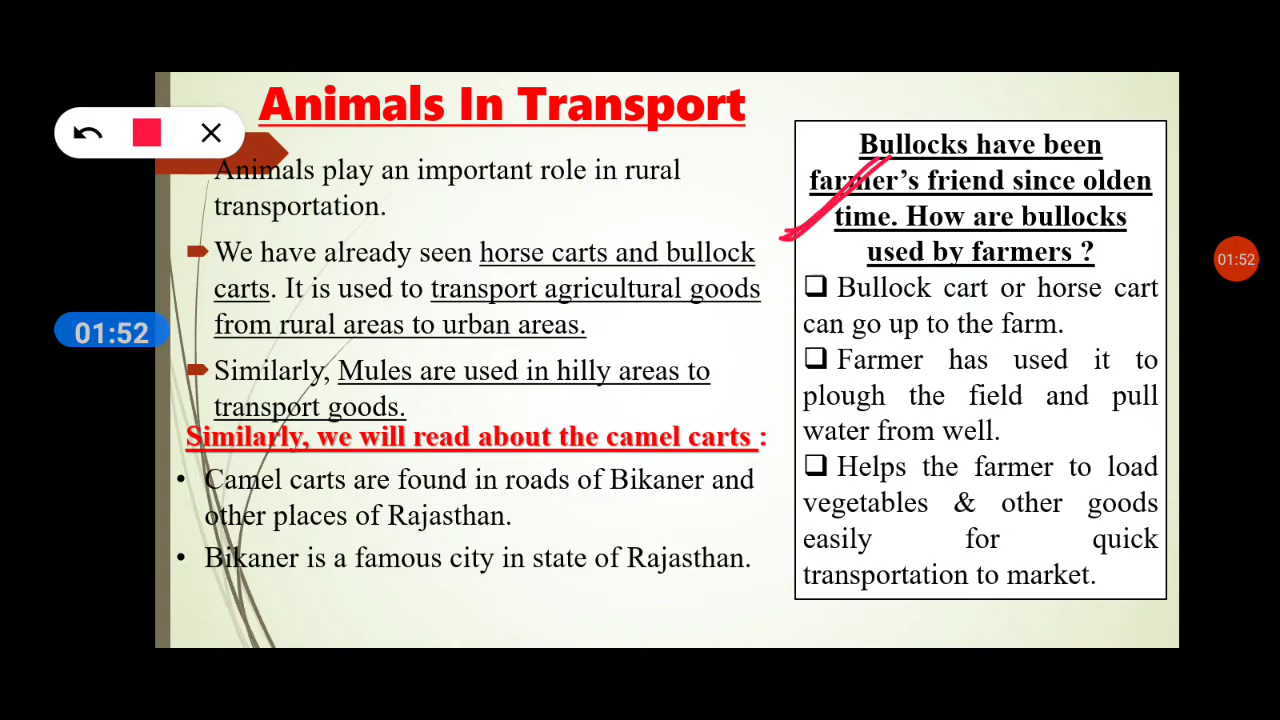 Animals In Transport
Animals play an important role in rural
transportation.
We have already seen horse carts and bullock
carts. It is used to transport agricultural goods
from rural areas to urban areas.
Similarly, Mules are used in hilly areas to
transport goods.
Similarly, we will read about the camel carts :
• Camel carts are found in roads of Bikaner and
other places of Rajasthan.
• Bikaner is a famous city in state of Rajasthan.
Bullocks have been
farmer’s friend since olden
time. How are bullocks
used by farmers ?
❑ Bullock cart or horse cart
can go up to the farm.
❑ Farmer has used it to
plough the field and pull
water from well.
❑ Helps the farmer to load
vegetables & other goods
easily for quick
transportation to market.
01:52
01:52